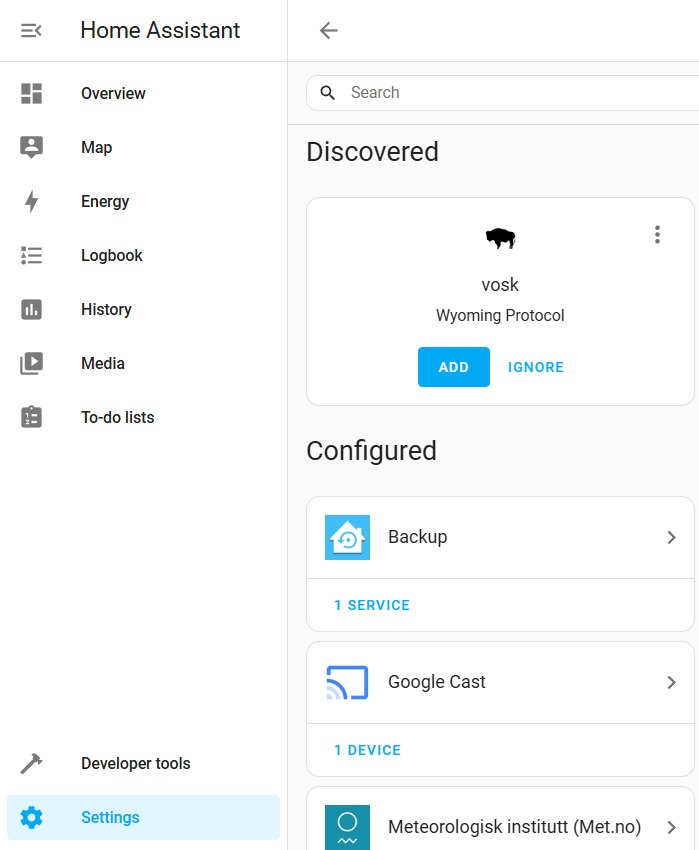 Home Assistant
Overview
Map
Energy
Logbook
History
Media
To-do lists
Developer tools
Settings
Search
Discovered
vosk
Wyoming Protocol
ADD
IGNORE
Configured
Backup
1 SERVICE
Google Cast
1 DEVICE
Meteorologisk institutt (Met.no)